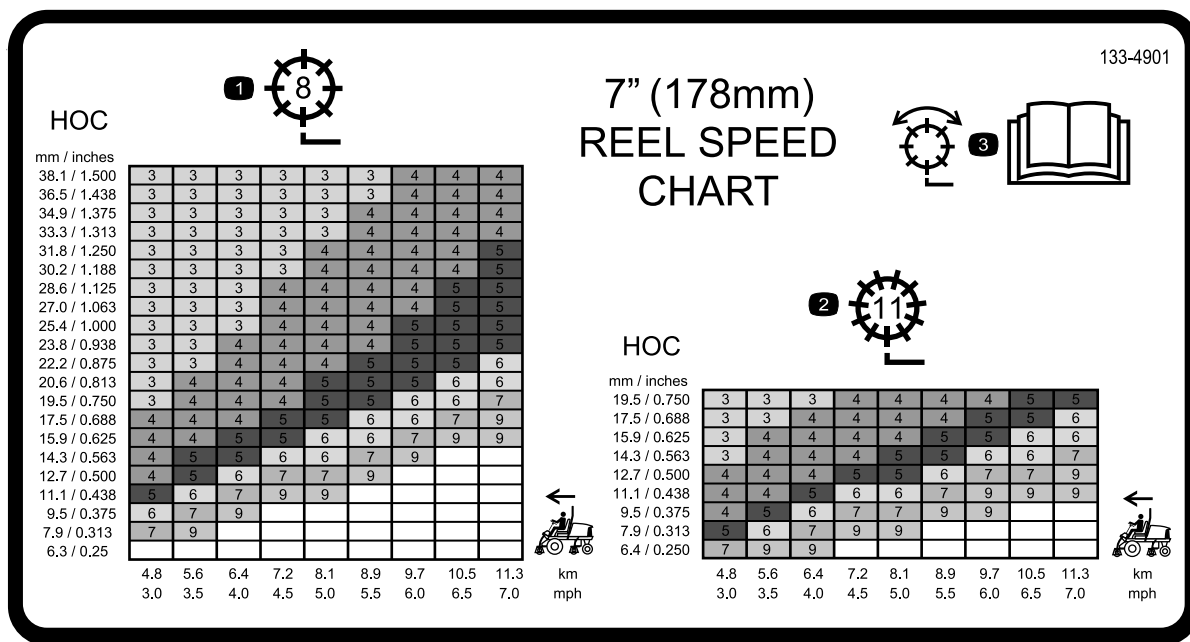 133-4901
7” (178mm)
REEL SPEED
CHART
1
8
3
HOC
mm / inches
38.1 / 1.500 3 3 3 3 3 3 4 4 4
36.5 / 1.438 3 3 3 3 3 3 4 4 4
34.9 / 1.375 3 3 3 3 3 4 4 4 4
33.3 / 1.313 3 3 3 3 3 4 4 4 4
31.8 / 1.250 3 3 3 3 4 4 4 4 5
30.2 / 1.188 3 3 3 3 4 4 4 4 5
28.6 / 1.125 3 3 3 4 4 4 4 5 5
27.0 / 1.063 3 3 3 4 4 4 4 5 5
25.4 / 1.000 3 3 3 4 4 4 5 5 5
23.8 / 0.938 3 3 4 4 4 4 5 5 5
22.2 / 0.875 3 3 4 4 4 5 5 5 6
20.6 / 0.813 3 4 4 4 5 5 5 6 6
19.5 / 0.750 3 4 4 4 5 5 6 6 7
17.5 / 0.688 4 4 4 5 5 6 6 7 9
15.9 / 0.625 4 4 5 5 6 6 7 9 9
14.3 / 0.563 4 5 5 6 6 7 9
12.7 / 0.500 4 5 6 7 7 9
11.1 / 0.438 5 6 7 9 9
9.5 / 0.375 6 7 9
7.9 / 0.313 7 9
6.3 / 0.25
4.8 5.6 6.4 7.2 8.1 8.9 9.7 10.5 11.3 km
3.0 3.5 4.0 4.5 5.0 5.5 6.0 6.5 7.0 mph
2
11
HOC
mm / inches
19.5 / 0.750 3 3 3 4 4 4 4 5 5
17.5 / 0.688 3 3 4 4 4 4 5 5 6
15.9 / 0.625 3 4 4 4 4 5 5 6 6
14.3 / 0.563 3 4 4 4 5 5 6 6 7
12.7 / 0.500 4 4 4 5 5 6 7 7 9
11.1 / 0.438 4 4 5 6 6 7 9 9 9
9.5 / 0.375 4 5 6 7 7 9 9
7.9 / 0.313 5 6 7 9 9
6.4 / 0.250 7 9 9
4.8 5.6 6.4 7.2 8.1 8.9 9.7 10.5 11.3 km
3.0 3.5 4.0 4.5 5.0 5.5 6.0 6.5 7.0 mph